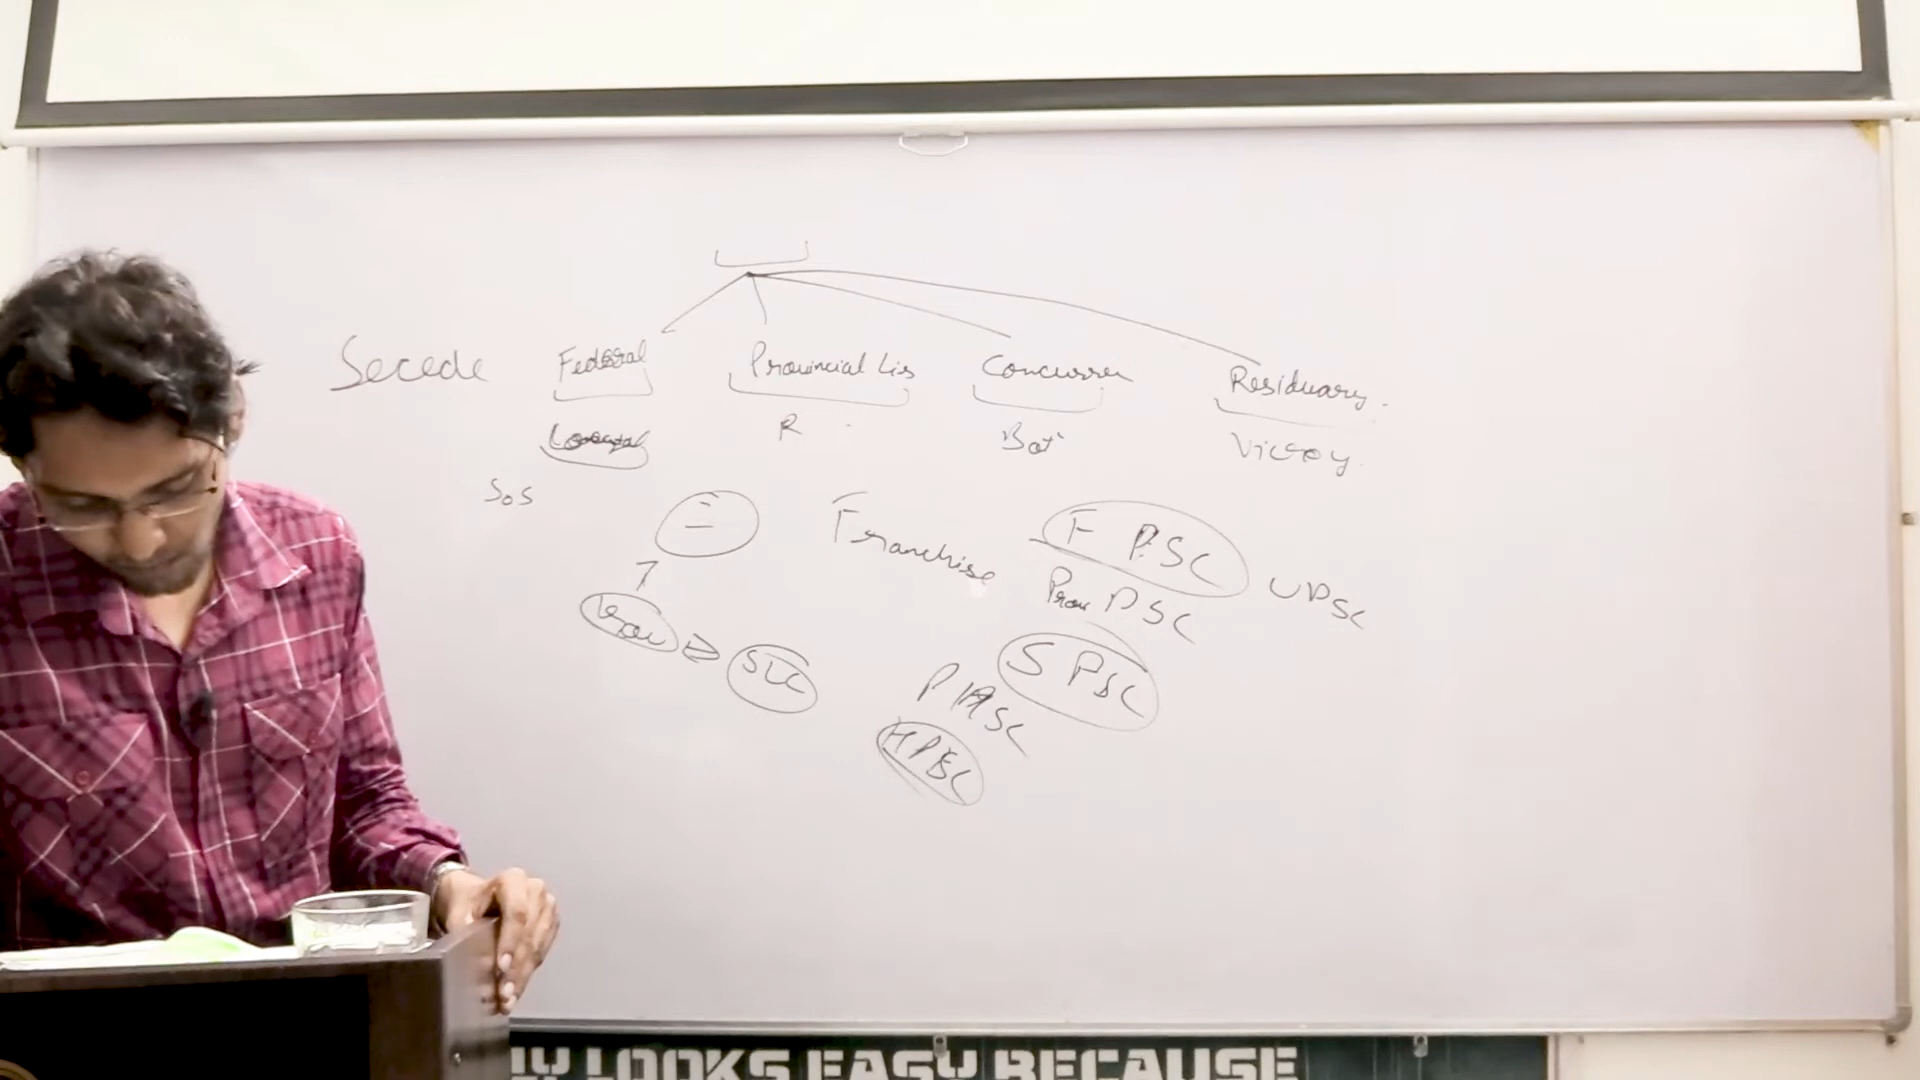 Secede
Federal
Provincial Lis
Concurren
Residuary.
R
Bot
Vicroy.
SOS
Franchise
F PSC
UPSC
Prov PSC
SLC
S PSC
HPSC
LOOKS EASY BECAUSE